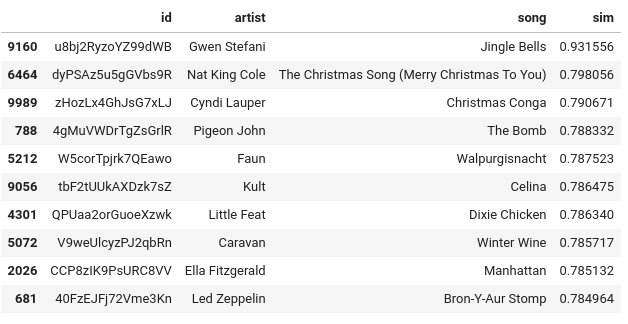 id artist song sim
9160 u8bj2RyzoYZ99dWB Gwen Stefani Jingle Bells 0.931556
6464 dyPSAz5u5gGVbs9R Nat King Cole The Christmas Song (Merry Christmas To You) 0.798056
9989 zHozLx4GhJsG7xLJ Cyndi Lauper Christmas Conga 0.790671
788 4gMuVWDrTgZsGrlR Pigeon John The Bomb 0.788332
5212 W5corTpjrk7QEawo Faun Walpurgisnacht 0.787523
9056 tbF2tUUkAXDzk7sZ Kult Celina 0.786475
4301 QPUaa2orGuoeXzwk Little Feat Dixie Chicken 0.786340
5072 V9weUlcyzPJ2qbRn Caravan Winter Wine 0.785717
2026 CCP8zIK9PsURC8VV Ella Fitzgerald Manhattan 0.785132
681 40FzEJFj72Vme3Kn Led Zeppelin Bron-Y-Aur Stomp 0.784964